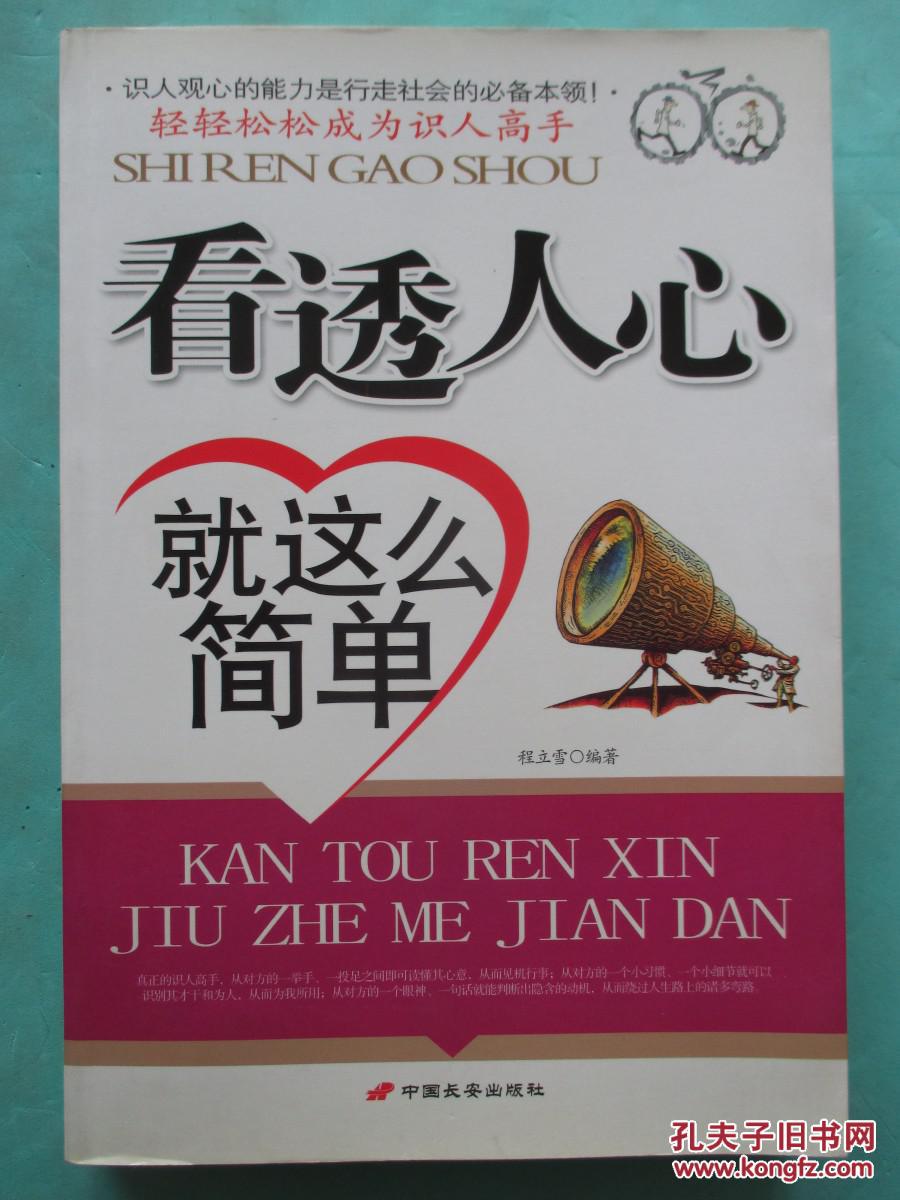 ·识人观心的能力是行走社会的必备本领！·
轻轻松松成为识人高手
SHI REN GAO SHOU
看透人心
就这么
简单
程立雪○编著
KAN TOU REN XIN
JIU ZHE ME JIAN DAN
真正的识人高手，从对方的一举手、一投足之间即可读懂其心意，从而见机行事；从对方的一个小习惯、一个小细节就可以
识别其才干和为人，从而为我所用；从对方的一个眼神、一句话就能判断出隐含的动机，从而绕过人生路上的诸多弯路。
中国长安出版社
孔夫子旧书网
www.kongfz.com